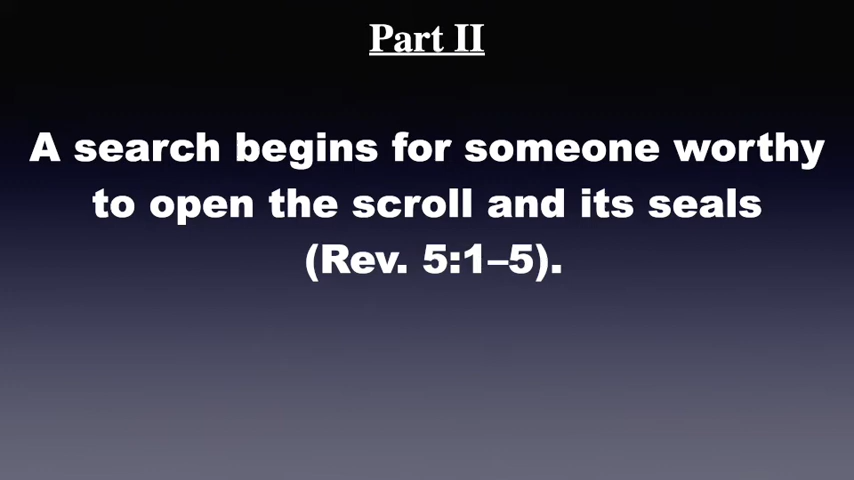 Part II
A search begins for someone worthy
to open the scroll and its seals
(Rev. 5:1–5).